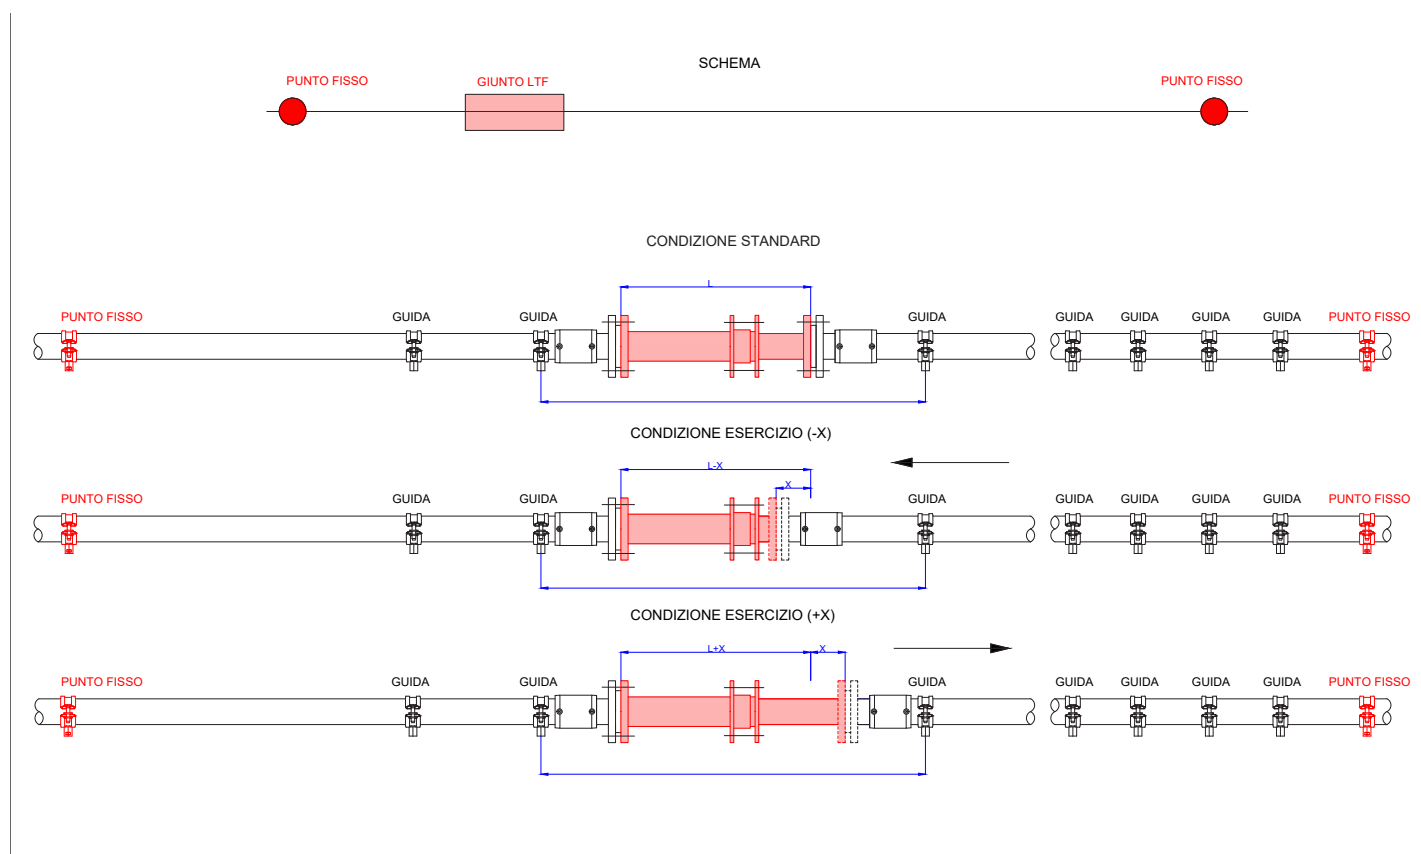 SCHEMA
PUNTO FISSO GIUNTO LTF PUNTO FISSO
CONDIZIONE STANDARD
L
PUNTO FISSO GUIDA GUIDA GUIDA GUIDA GUIDA GUIDA GUIDA PUNTO FISSO
CONDIZIONE ESERCIZIO (-X)
L-X
X
PUNTO FISSO GUIDA GUIDA GUIDA GUIDA GUIDA GUIDA GUIDA PUNTO FISSO
CONDIZIONE ESERCIZIO (+X)
L+X X
PUNTO FISSO GUIDA GUIDA GUIDA GUIDA GUIDA GUIDA GUIDA PUNTO FISSO